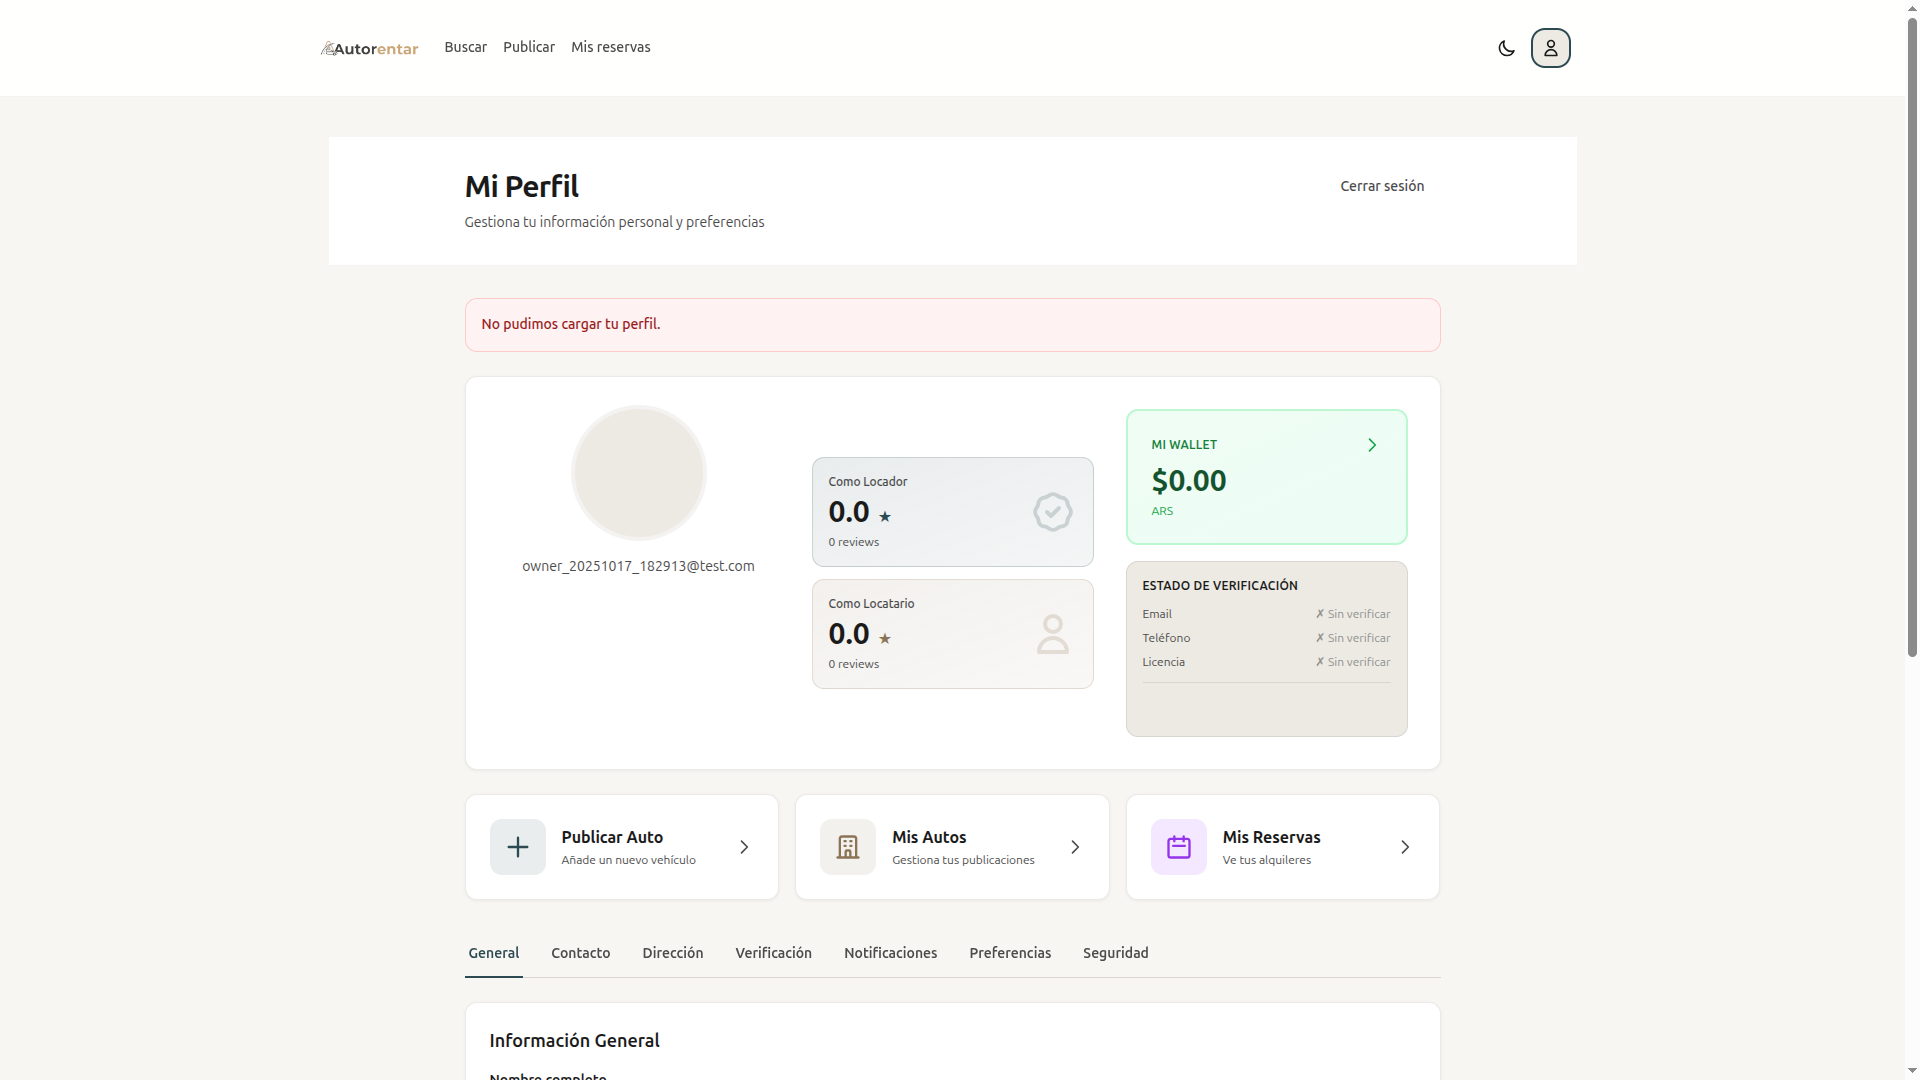 Autorentar
Buscar
Publicar
Mis reservas
Mi Perfil
Cerrar sesión
Gestiona tu información personal y preferencias
No pudimos cargar tu perfil.
owner_20251017_182913@test.com
Como Locador
0.0 ★
0 reviews
Como Locatario
0.0 ★
0 reviews
MI WALLET
$0.00
ARS
ESTADO DE VERIFICACIÓN
Email ✗ Sin verificar
Teléfono ✗ Sin verificar
Licencia ✗ Sin verificar
Publicar Auto
Añade un nuevo vehículo
Mis Autos
Gestiona tus publicaciones
Mis Reservas
Ve tus alquileres
General
Contacto
Dirección
Verificación
Notificaciones
Preferencias
Seguridad
Información General
Nombre completo